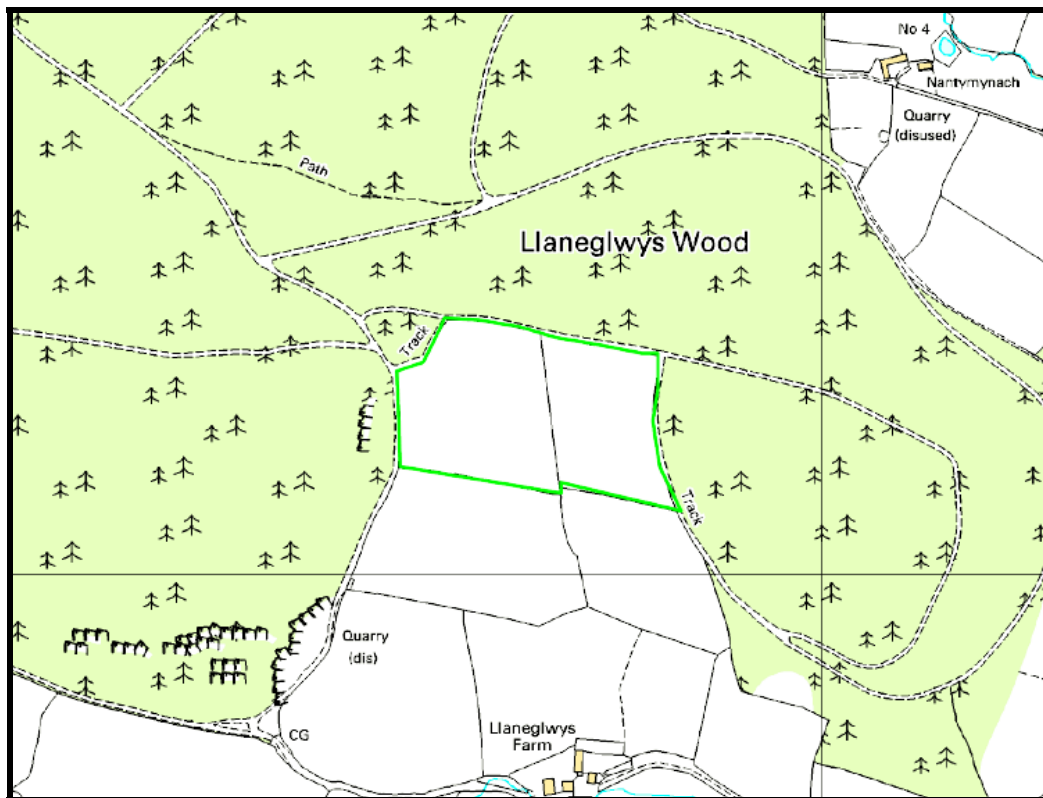 No 4
Nantymynach
Quarry
(disused)
Path
Llaneglwys Wood
Track
Track
Quarry
(dis)
CG
Llaneglwys
Farm